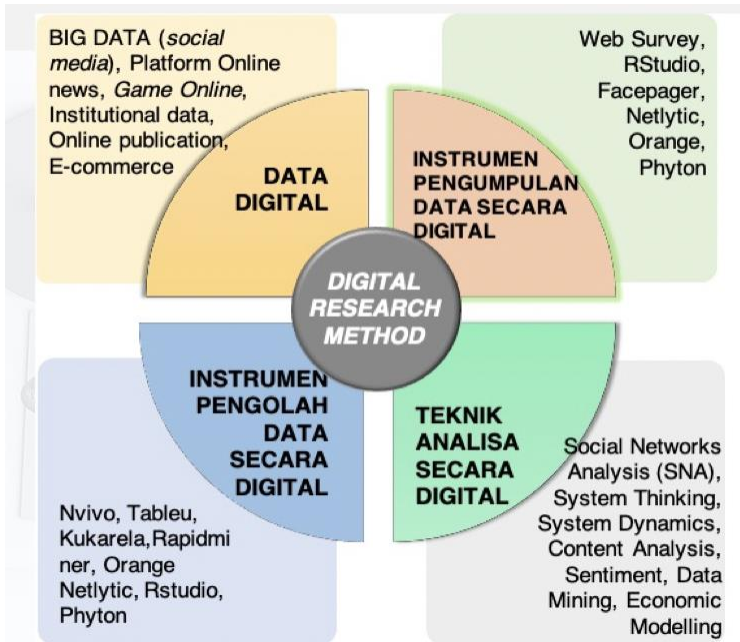 BIG DATA (social
media), Platform Online
news, Game Online,
Institutional data,
Online publication,
E-commerce
DATA
DIGITAL
Web Survey,
RStudio,
Facepager,
Netlytic,
Orange,
Phyton
INSTRUMEN
PENGUMPULAN
DATA SECARA
DIGITAL
DIGITAL
RESEARCH
METHOD
INSTRUMEN
PENGOLAH
DATA
SECARA
DIGITAL
Nvivo, Tableu,
Kukarela,Rapidmi
ner, Orange
Netlytic, Rstudio,
Phyton
TEKNIK
ANALISA
SECARA
DIGITAL
Social Networks
Analysis (SNA),
System Thinking,
System Dynamics,
Content Analysis,
Sentiment, Data
Mining, Economic
Modelling